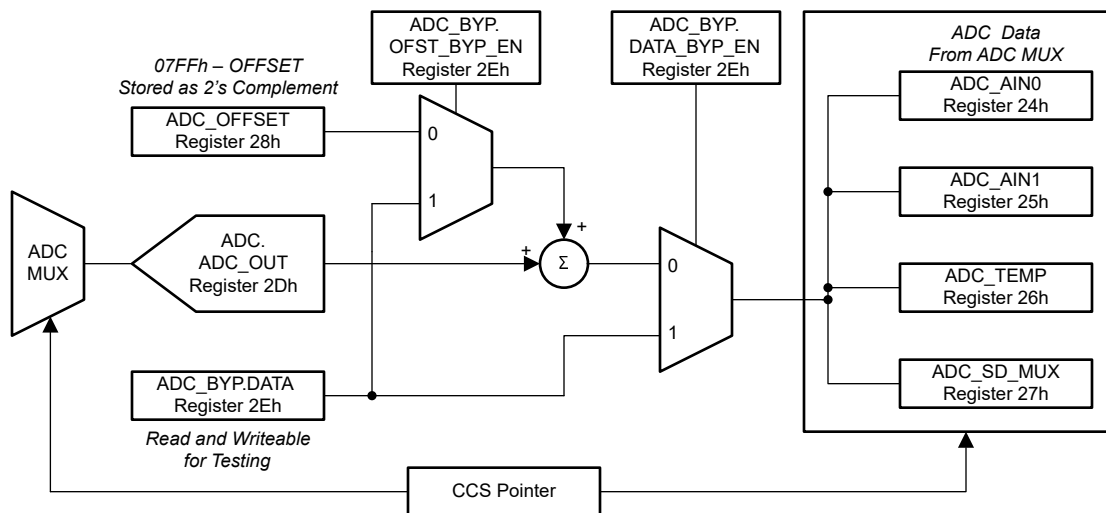 ADC_BYP.
OFST_BYP_EN
Register 2Eh
ADC_BYP.
DATA_BYP_EN
Register 2Eh
ADC Data
From ADC MUX
07FFh – OFFSET
Stored as 2's Complement
ADC_OFFSET
Register 28h
0
1
ADC_AIN0
Register 24h
ADC_AIN1
Register 25h
ADC
MUX
ADC.
ADC_OUT
Register 2Dh
+
+
Σ
0
1
ADC_TEMP
Register 26h
ADC_SD_MUX
Register 27h
ADC_BYP.DATA
Register 2Eh
Read and Writeable
for Testing
CCS Pointer